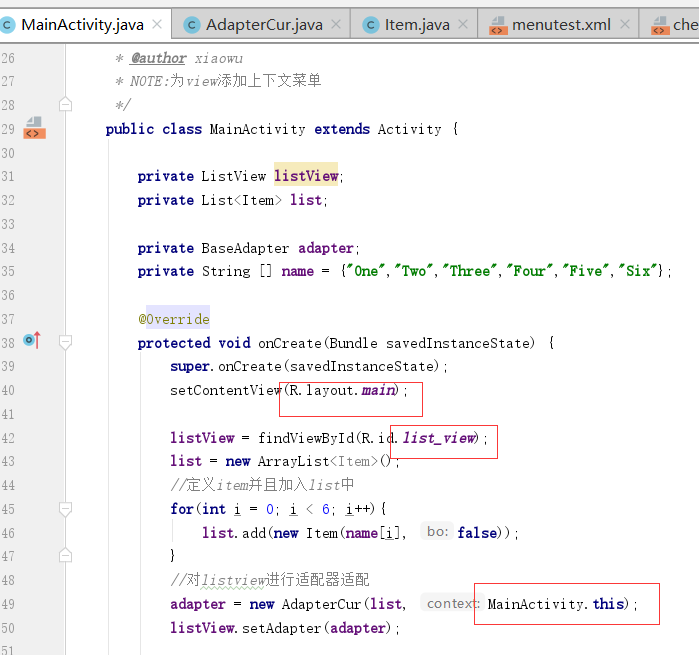 MainActivity.java × AdapterCur.java × Item.java × menutest.xml × che
26 * @author xiaowu
27 * NOTE:为view添加上下文菜单
28 */
29 public class MainActivity extends Activity {
30
31 private ListView listView;
32 private List<Item> list;
33
34 private BaseAdapter adapter;
35 private String [] name = {"One","Two","Three","Four","Five","Six"};
36
37 @Override
38 protected void onCreate(Bundle savedInstanceState) {
39 super.onCreate(savedInstanceState);
40 setContentView(R.layout.main);
41
42 listView = findViewById(R.id.list_view);
43 list = new ArrayList<Item>();
44 //定义item并且加入list中
45 for(int i = 0; i < 6; i++){
46 list.add(new Item(name[i], bo: false));
47 }
48 //对listview进行适配器适配
49 adapter = new AdapterCur(list, context: MainActivity.this);
50 listView.setAdapter(adapter);
51